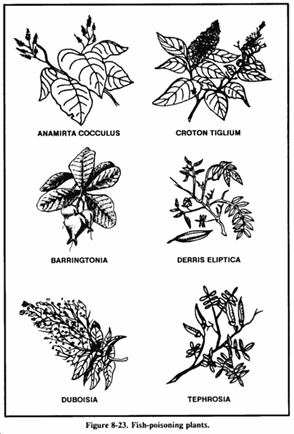 ANAMIRTA COCCULUS
CROTON TIGLIUM
BARRINGTONIA
DERRIS ELIPTICA
DUBOISIA
TEPHROSIA
Figure 8-23. Fish-poisoning plants.